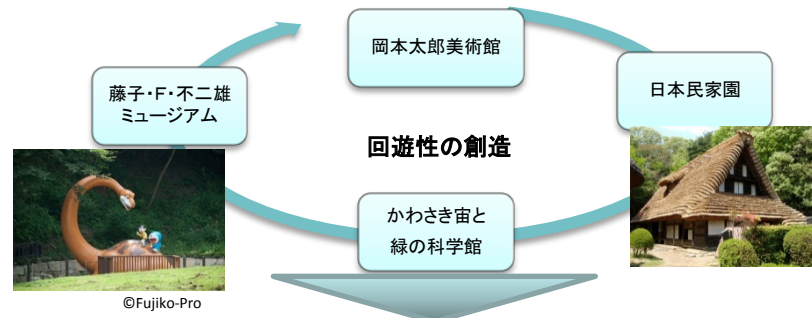 岡本太郎美術館
藤子・F・不二雄
ミュージアム
日本民家園
回遊性の創造
かわさき宙と
緑の科学館
©Fujiko-Pro